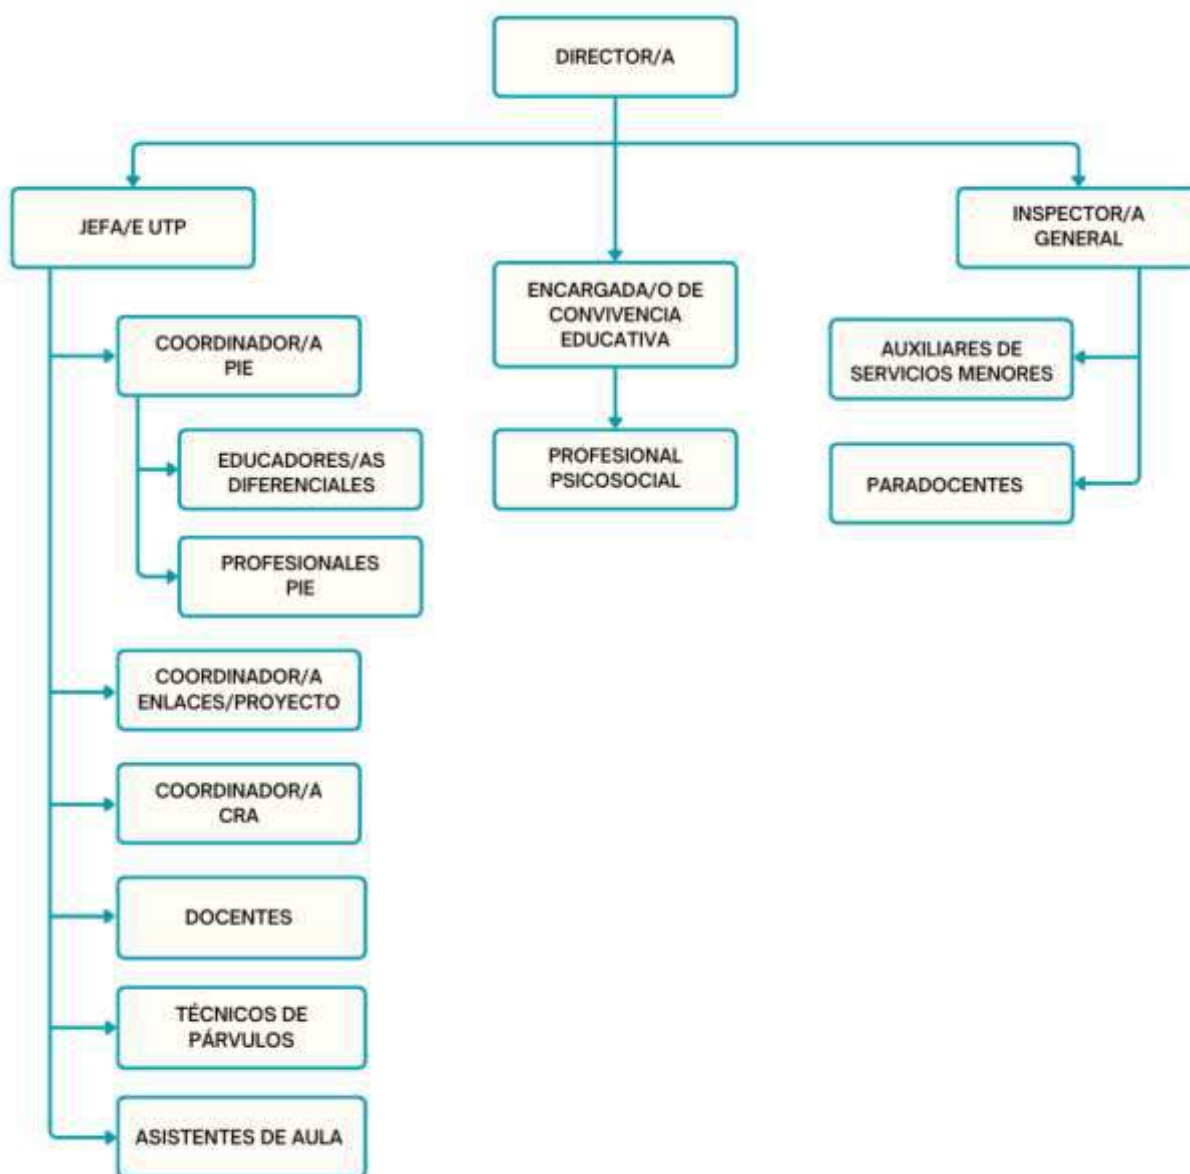 DIRECTOR/A
JEFA/E UTP
INSPECTOR/A
GENERAL
ENCARGADA/O DE
CONVIVENCIA
EDUCATIVA
COORDINADOR/A
PIE
AUXILIARES DE
SERVICIOS MENORES
EDUCADORES/AS
DIFERENCIALES
PROFESIONAL
PSICOSOCIAL
PARADOCENTES
PROFESIONALES
PIE
COORDINADOR/A
ENLACES/PROYECTO
COORDINADOR/A
CRA
DOCENTES
TÉCNICOS DE
PÁRVULOS
ASISTENTES DE AULA